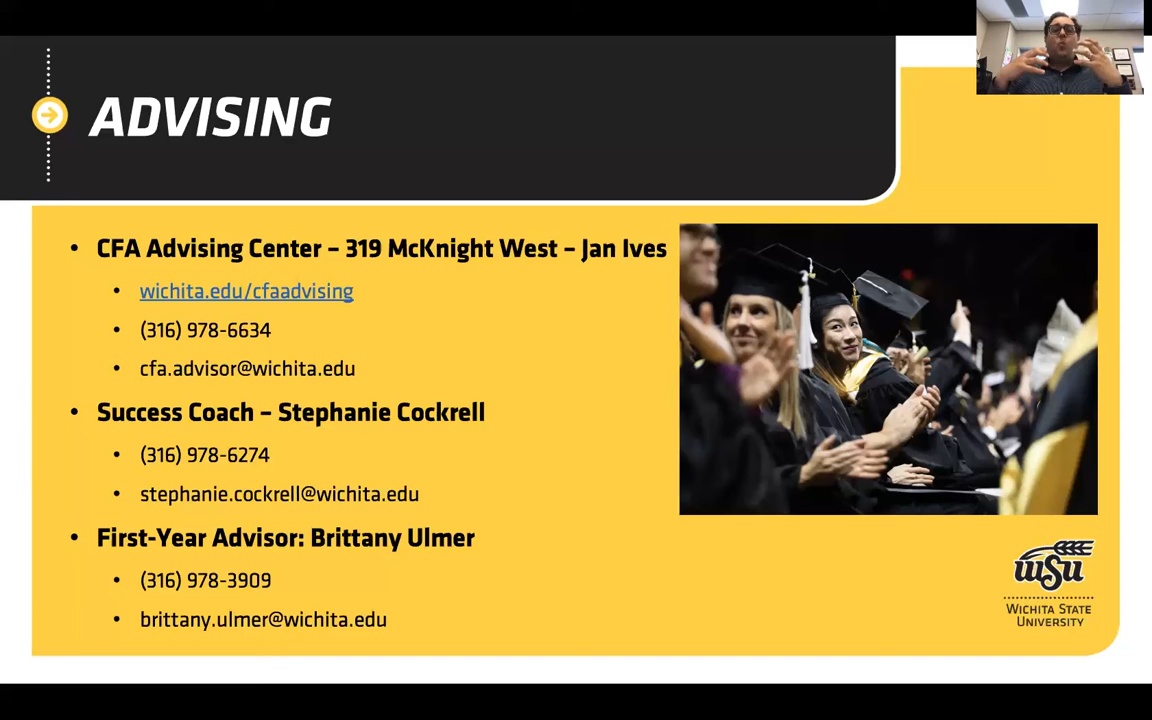 ADVISING
• CFA Advising Center – 319 McKnight West – Jan Ives
• wichita.edu/cfaadvising
• (316) 978-6634
• cfa.advisor@wichita.edu
• Success Coach – Stephanie Cockrell
• (316) 978-6274
• stephanie.cockrell@wichita.edu
• First-Year Advisor: Brittany Ulmer
• (316) 978-3909
• brittany.ulmer@wichita.edu
WSU
WICHITA STATE
UNIVERSITY